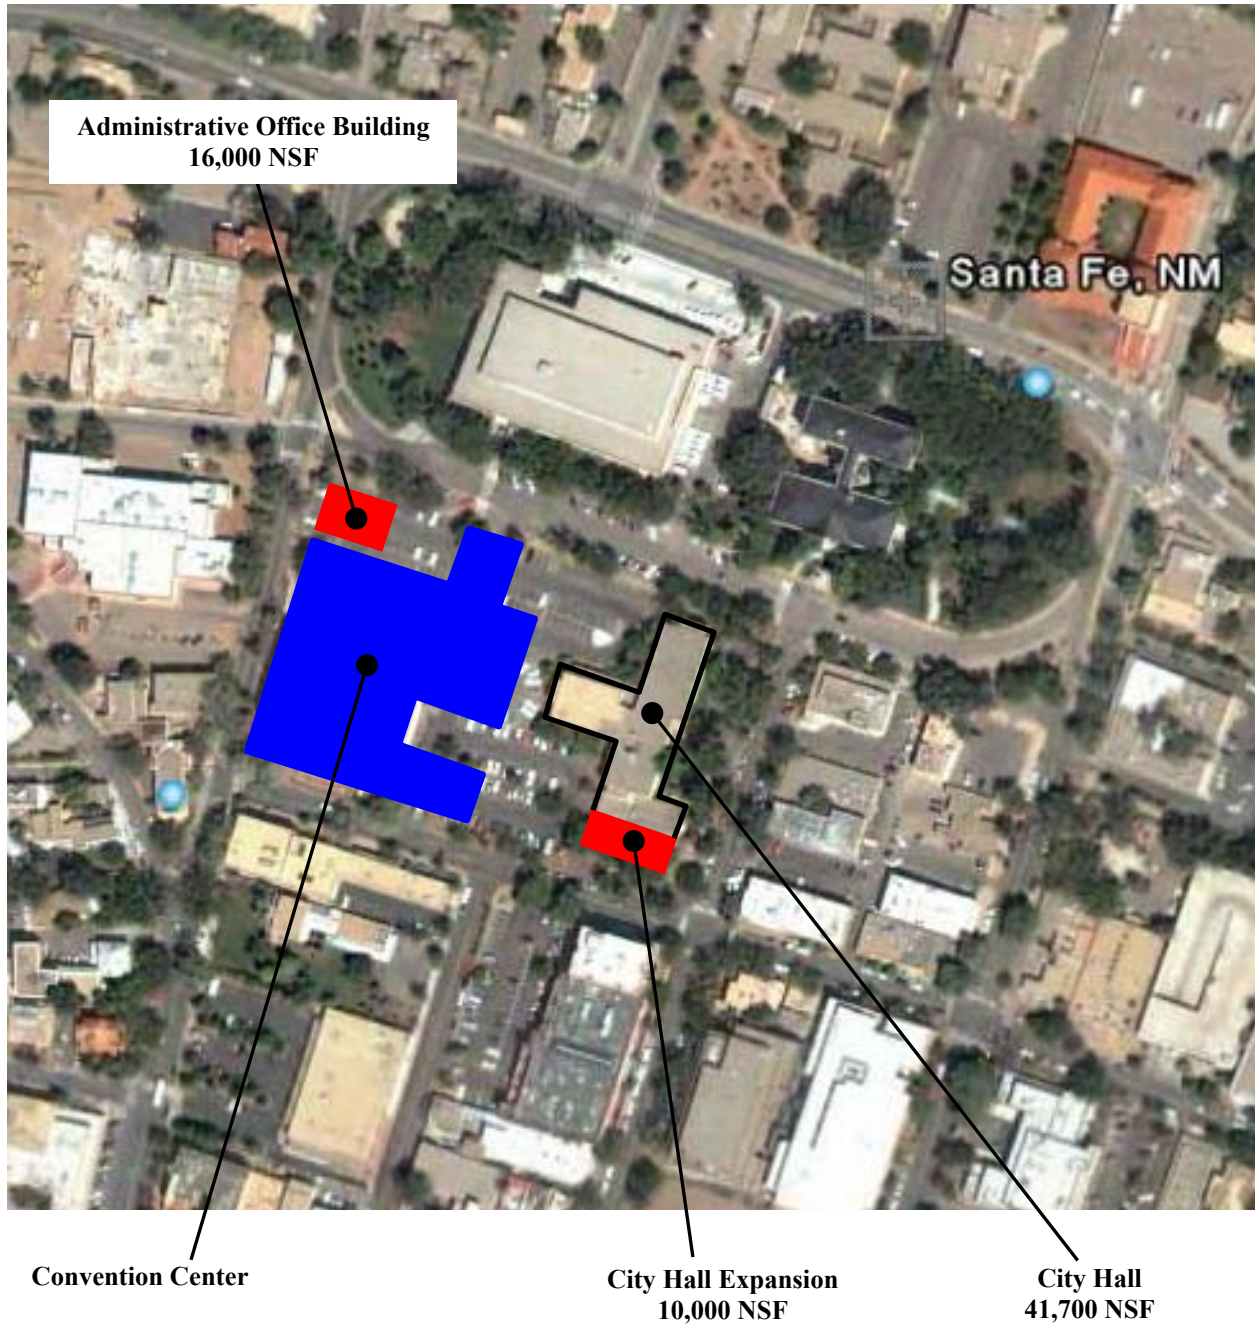 Administrative Office Building
16,000 NSF
Santa Fe, NM
Convention Center
City Hall Expansion
10,000 NSF
City Hall
41,700 NSF